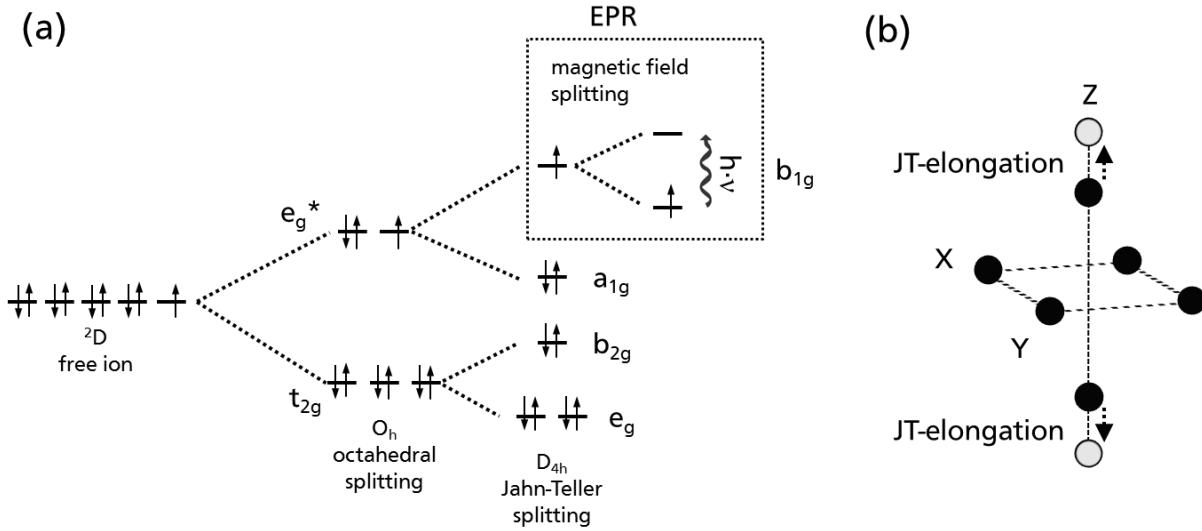 (a)
EPR
magnetic field
splitting
h·ν
b1g
eg*
a1g
2D
free ion
b2g
t2g
eg
Oh
octahedral
splitting
D4h
Jahn-Teller
splitting
(b)
Z
JT-elongation
X
Y
JT-elongation